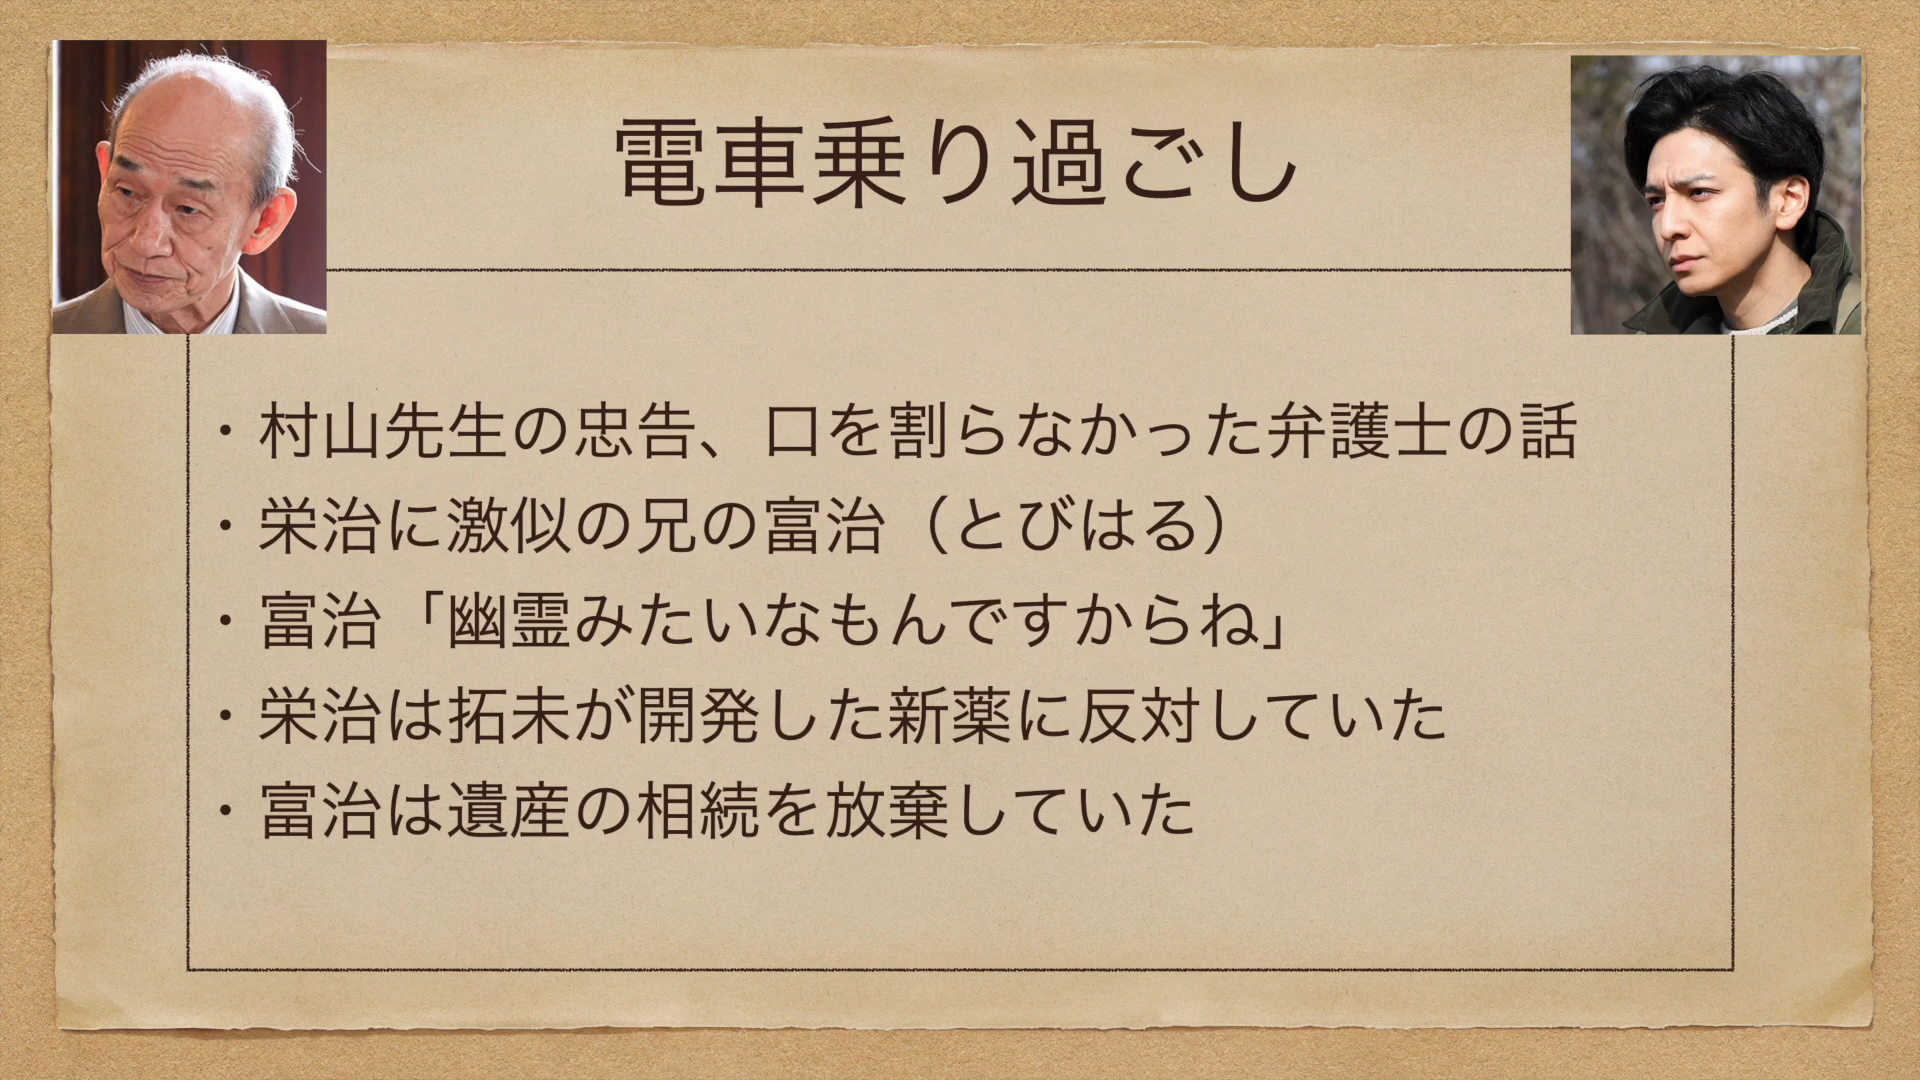 電車乗り過ごし
・村山先生の忠告、口を割らなかった弁護士の話
・栄治に激似の兄の富治（とびはる）
・富治「幽霊みたいなもんですからね」
・栄治は拓未が開発した新薬に反対していた
・富治は遺産の相続を放棄していた